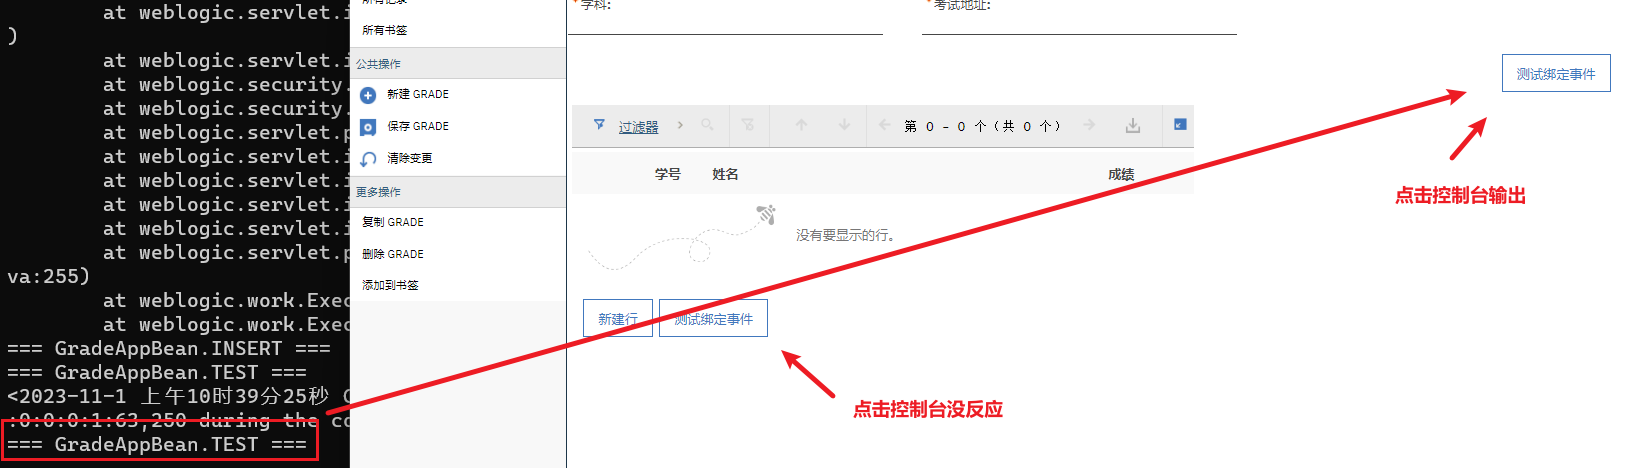 at weblogic.servlet.i
)
at weblogic.servlet.i
at weblogic.security.
at weblogic.security.
at weblogic.servlet.p
at weblogic.servlet.i
at weblogic.servlet.i
at weblogic.servlet.i
at weblogic.servlet.i
at weblogic.servlet.p
va:255)
at weblogic.work.Exec
at weblogic.work.Exec
=== GradeAppBean.INSERT ===
=== GradeAppBean.TEST ===
<2023-11-1 上午10时39分25秒 C
:0:0:0:1:63,250 during the co
=== GradeAppBean.TEST ===
所有记录
所有书签
公共操作
新建 GRADE
保存 GRADE
清除变更
更多操作
复制 GRADE
删除 GRADE
添加到书签
*学科:
*考试地址:
测试绑定事件
过滤器
第 0 - 0 个（共 0 个）
学号 姓名 成绩
没有要显示的行。
新建行 测试绑定事件
点击控制台输出
点击控制台没反应